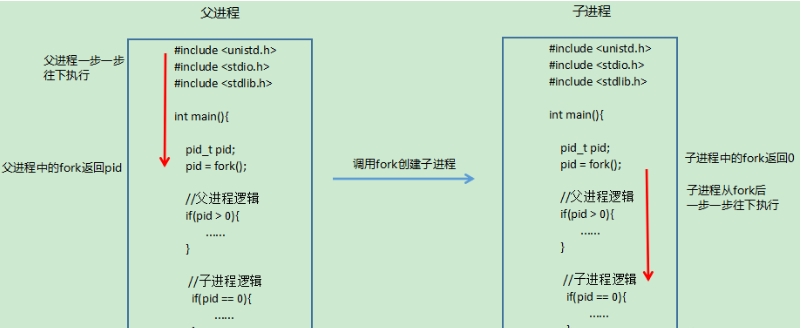 父进程
子进程
父进程一步一步
往下执行
父进程中的fork返回pid
#include <unistd.h>
#include <stdio.h>
#include <stdlib.h>
int main(){
pid_t pid;
pid = fork();
//父进程逻辑
if(pid > 0){
......
}
//子进程逻辑
if(pid == 0){
......
调用fork创建子进程
#include <unistd.h>
#include <stdio.h>
#include <stdlib.h>
int main(){
pid_t pid;
pid = fork();
//父进程逻辑
if(pid > 0){
......
}
//子进程逻辑
if(pid == 0){
......
子进程中的fork返回0
子进程从fork后
一步一步往下执行